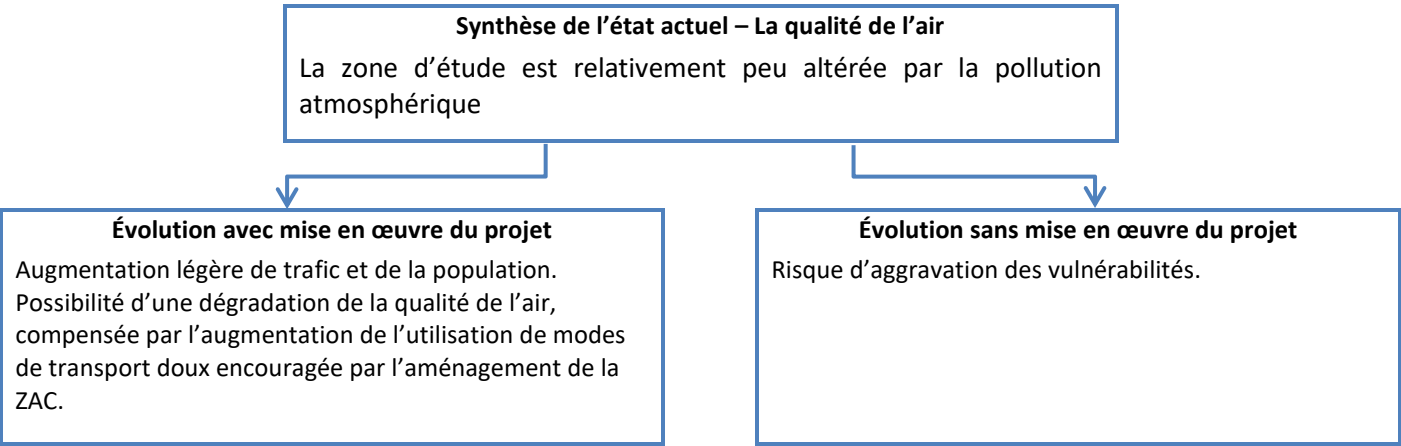 Synthèse de l’état actuel – La qualité de l’air
La zone d’étude est relativement peu altérée par la pollution
atmosphérique
Évolution avec mise en œuvre du projet
Augmentation légère de trafic et de la population.
Possibilité d’une dégradation de la qualité de l’air,
compensée par l’augmentation de l’utilisation de modes
de transport doux encouragée par l’aménagement de la
ZAC.
Évolution sans mise en œuvre du projet
Risque d’aggravation des vulnérabilités.